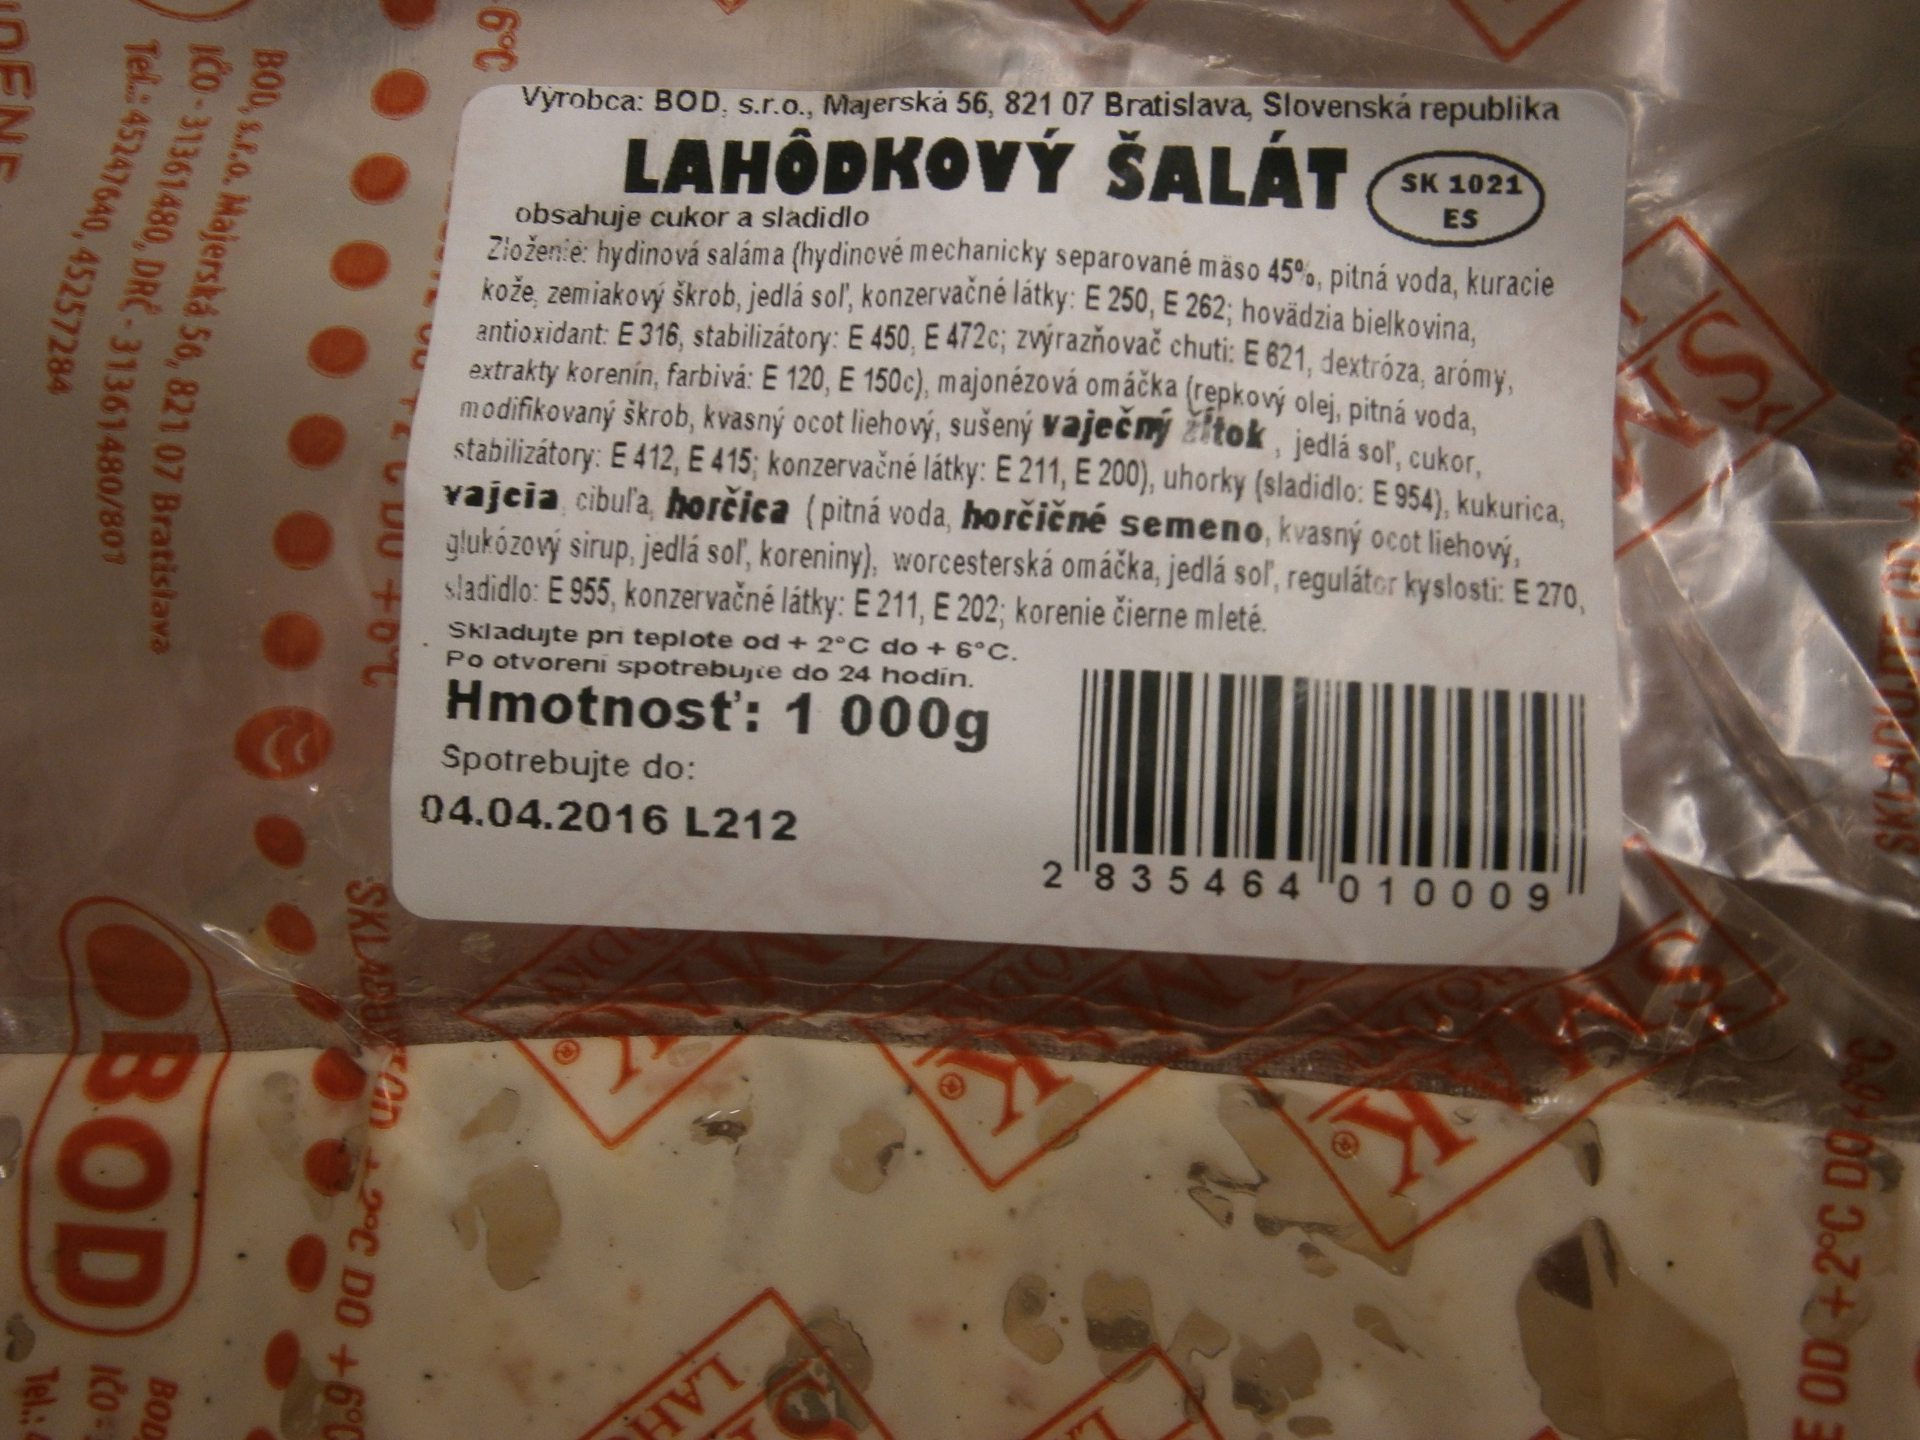 Výrobca: BOD, s.r.o., Majerská 56, 821 07 Bratislava, Slovenská republika
LAHÔDKOVÝ ŠALÁT
SK 1021
ES
obsahuje cukor a sladidlo
Zloženie: hydinová saláma (hydinové mechanicky separované mäso 45%, pitná voda, kuracie
kože, zemiakový škrob, jedlá soľ, konzervačné látky: E 250, E 262; hovädzia bielkovina,
antioxidant: E 316, stabilizátory: E 450, E 472c; zvýrazňovač chuti: E 621, dextróza, arómy,
extrakty korenín, farbivá: E 120, E 150c), majonézová omáčka (repkový olej, pitná voda,
modifikovaný škrob, kvasný ocot liehový, sušený vaječný žĺtok , jedlá soľ, cukor,
stabilizátory: E 412, E 415; konzervačné látky: E 211, E 200), uhorky (sladidlo: E 954), kukurica,
vajcia, cibuľa, horčica ( pitná voda, horčičné semeno, kvasný ocot liehový,
glukózový sirup, jedlá soľ, koreniny), worcesterská omáčka, jedlá soľ, regulátor kyslosti: E 270,
sladidlo: E 955, konzervačné látky: E 211, E 202; korenie čierne mleté.
Skladujte pri teplote od + 2°C do + 6°C.
Po otvorení spotrebujte do 24 hodín.
Hmotnosť: 1 000g
Spotrebujte do:
04.04.2016 L212
2 835464 010009
BOD, s.r.o. Majerská 56, 821 07 Bratislava
IČO - 31361480, DRČ - 31361480/801
Tel.: 45247640, 45257284
BOD
SMAK
SMAK
SMAK